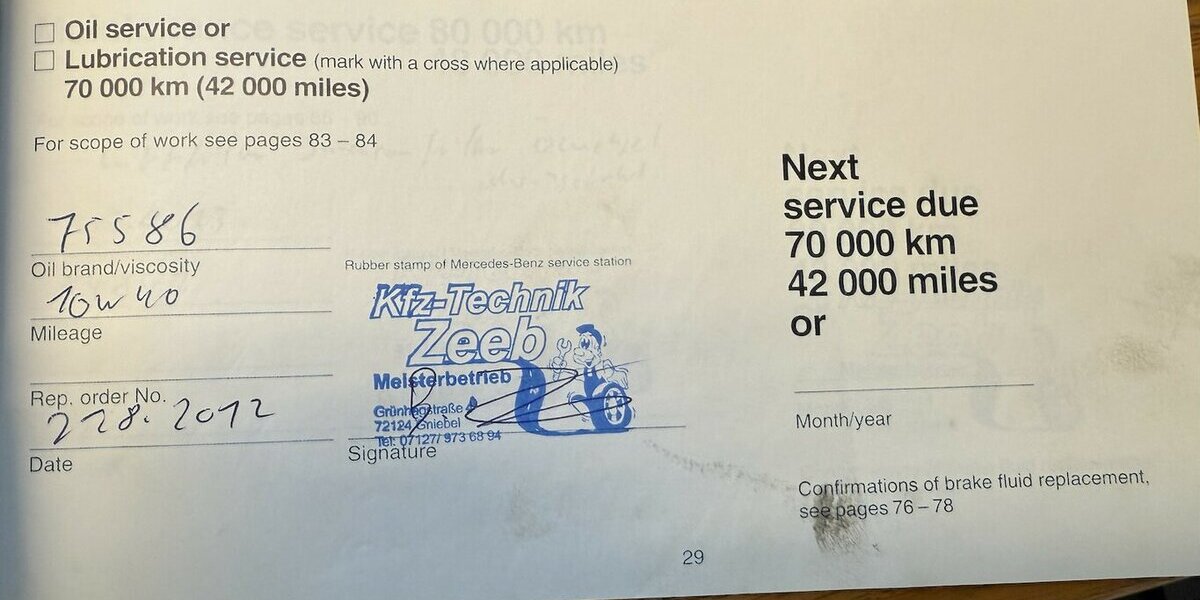 Oil service or
Lubrication service (mark with a cross where applicable)
70 000 km (42 000 miles)
For scope of work see pages 83 – 84
75586
Oil brand/viscosity
10W40
Mileage
Rep. order No.
22.8. 2012
Date
Rubber stamp of Mercedes-Benz service station
Kfz-Technik
Zeeb
Meisterbetrieb
72124 Gniebel
Tel. 07127/ 973 68 94
Signature
Next
service due
70 000 km
42 000 miles
or
Month/year
Confirmations of brake fluid replacement,
see pages 76 – 78
29